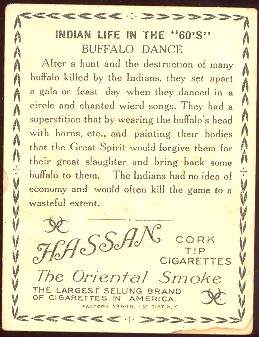 INDIAN LIFE IN THE "60'S"
BUFFALO DANCE
After a hunt and the destruction of many
buffalo killed by the Indians, they set apart
a gala or feast day when they danced in a
circle and chanted wierd songs. They had a
superstition that by wearing the buffalo's head
with horns, etc., and painting their bodies
that the Great Spirit would forgive them for
their great slaughter and bring back some
buffalo to them. The Indians had no idea of
economy and would often kill the game to a
wasteful extent.
HASSAN
CORK
TIP
CIGARETTES
The Oriental Smoke
THE LARGEST SELLING BRAND
OF CIGARETTES IN AMERICA.
FACTORY
DIST. N.Y.